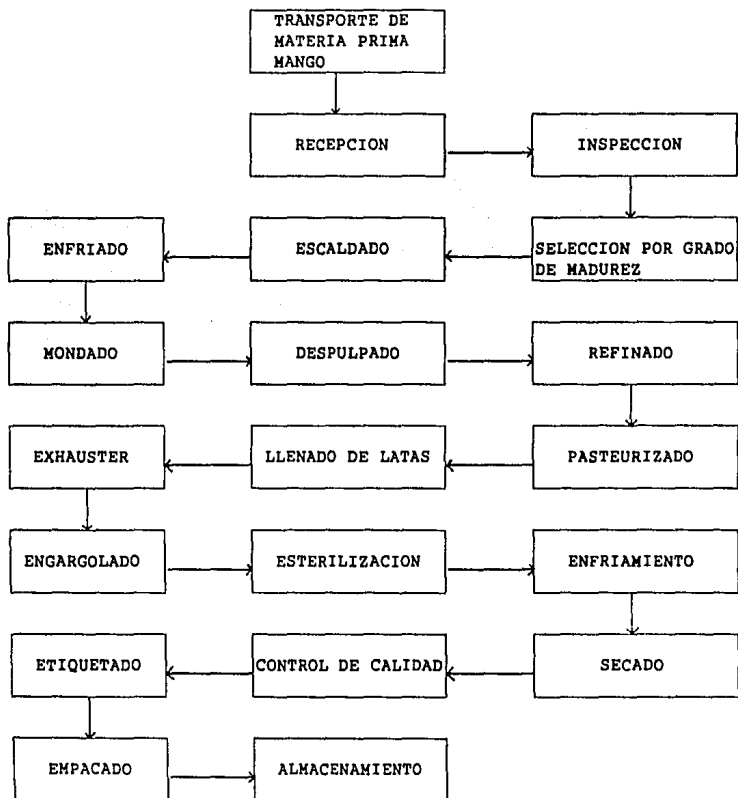 TRANSPORTE DE
MATERIA PRIMA
MANGO
RECEPCION
INSPECCION
SELECCION POR GRADO
DE MADUREZ
ESCALDADO
ENFRIADO
MONDADO
DESPULPADO
REFINADO
PASTEURIZADO
LLENADO DE LATAS
EXHAUSTER
ENGARGOLADO
ESTERILIZACION
ENFRIAMIENTO
SECADO
CONTROL DE CALIDAD
ETIQUETADO
EMPACADO
ALMACENAMIENTO